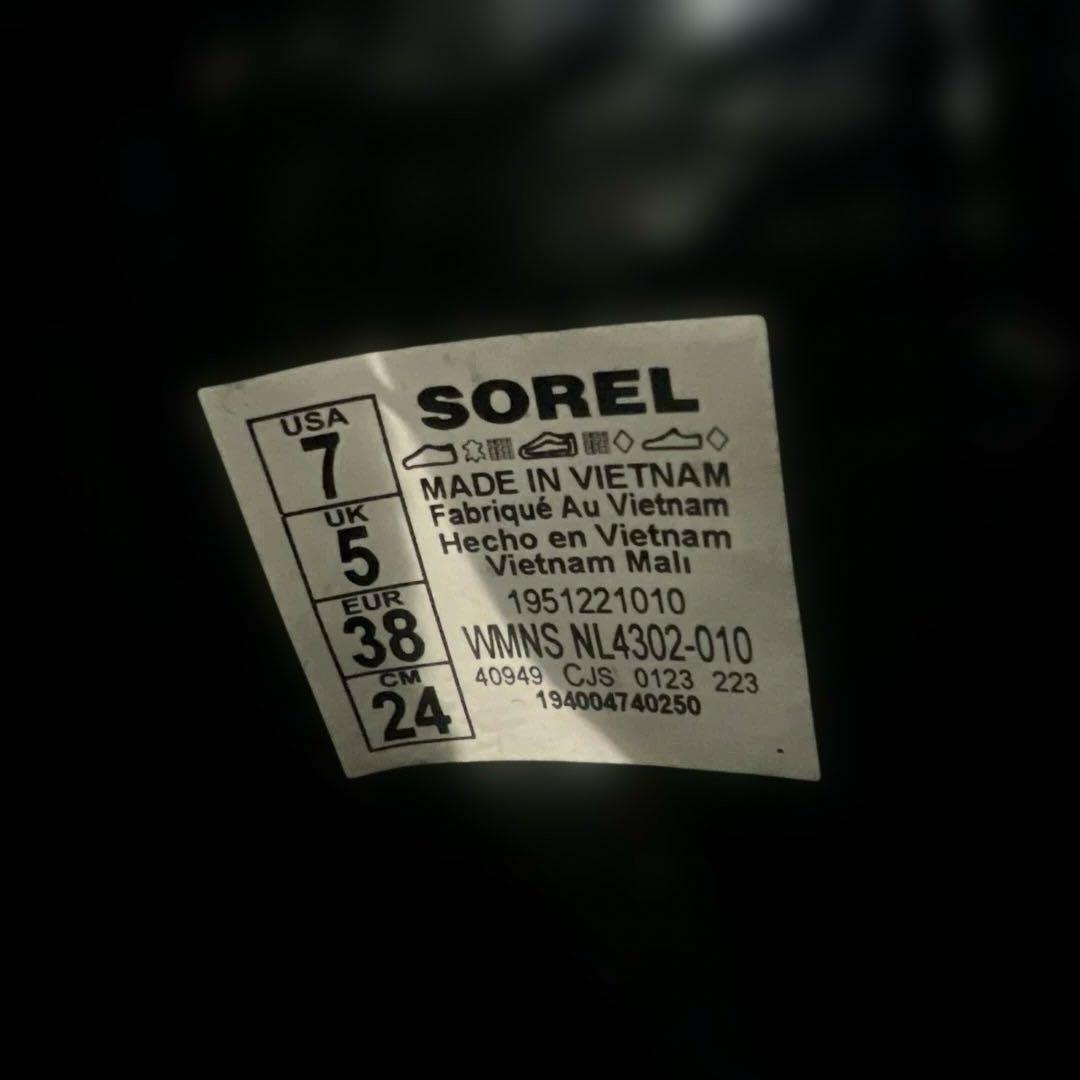 USA
7
UK
5
EUR
38
CM
24
SOREL
MADE IN VIETNAM
Fabriqué Au Vietnam
Hecho en Vietnam
Vietnam Malı
1951221010
WMNS NL4302-010
40949 CJS 0123 223
194004740250